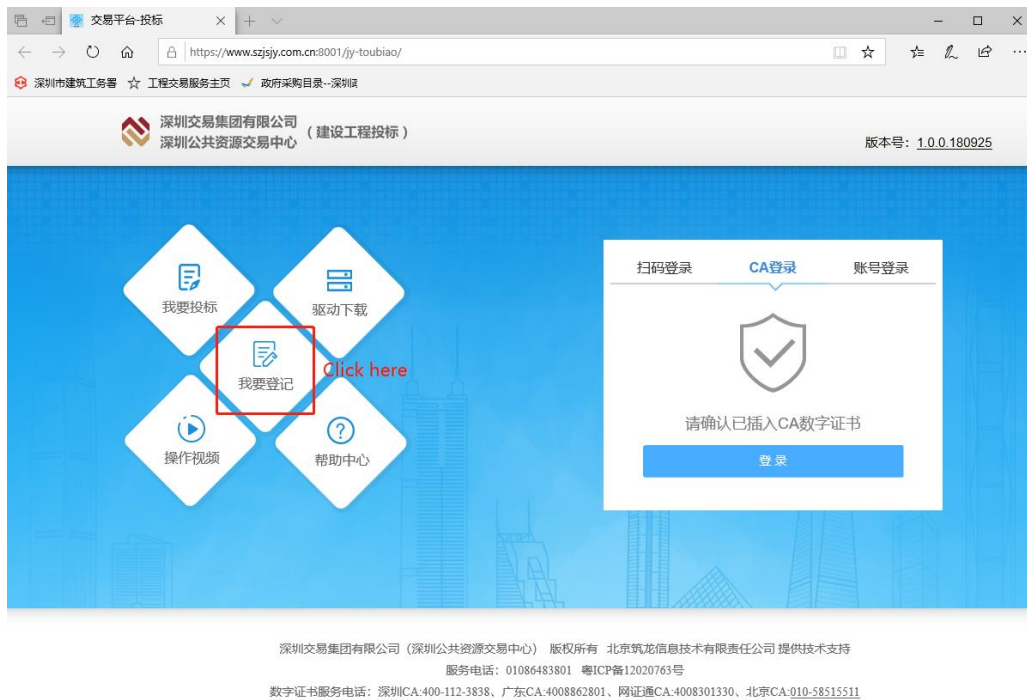 交易平台-投标
https://www.szjsjy.com.cn:8001/jy-toubiao/
深圳市建筑工务署 工程交易服务主页 政府采购目录--深圳政
深圳交易集团有限公司
深圳公共资源交易中心
（建设工程投标）
版本号：1.0.0.180925
我要投标
驱动下载
我要登记
Click here
操作视频
帮助中心
扫码登录 CA登录 账号登录
请确认已插入CA数字证书
登录
深圳交易集团有限公司（深圳公共资源交易中心） 版权所有 北京筑龙信息技术有限责任公司 提供技术支持
服务电话：01086483801 粤ICP备12020763号
数字证书服务电话：深圳CA:400-112-3838、广东CA:4008862801、网证通CA:4008301330、北京CA:010-58515511